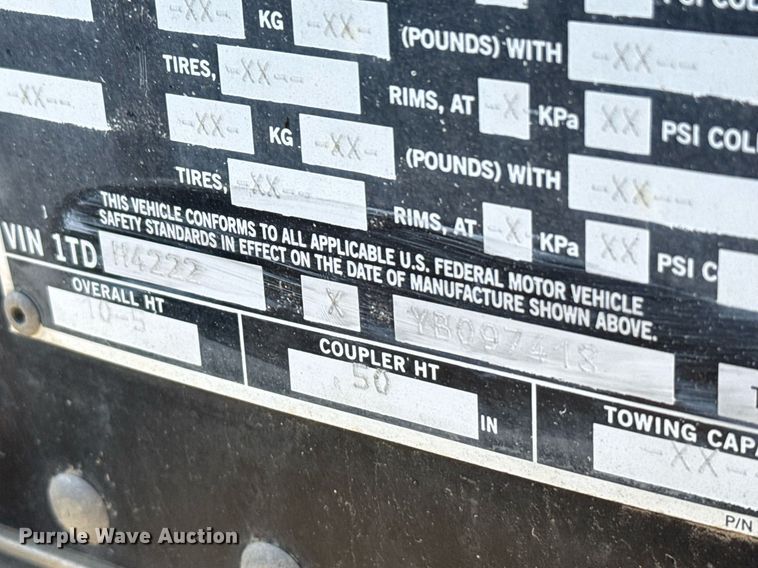 -XX- KG -XX- (POUNDS) WITH -XX--
TIRES, -XX-- RIMS, AT -X- KPa XX PSI COL
-XX--
-XX- KG -XX- (POUNDS) WITH -XX--
TIRES, -XX-- RIMS, AT -X- KPa XX PSI C
THIS VEHICLE CONFORMS TO ALL APPLICABLE U.S. FEDERAL MOTOR VEHICLE
SAFETY STANDARDS IN EFFECT ON THE DATE OF MANUFACTURE SHOWN ABOVE.
VIN 1TD H4222 X YB097418
OVERALL HT 10-5
COUPLER HT 50 IN
TOWING CAPA
-XX--
P/N
Purple Wave Auction